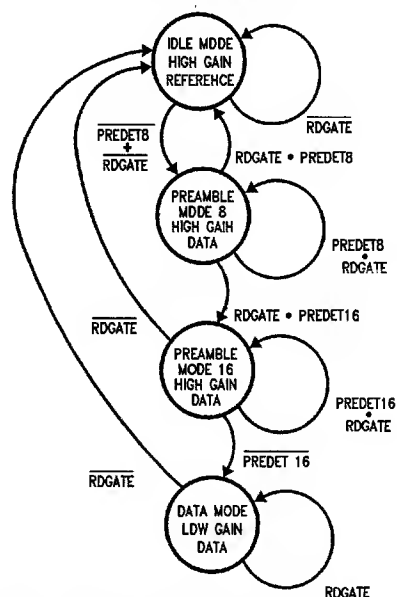 IDLE MDDE
HIGH GAIN
REFERENCE
RDGATE
PREDET8
+
RDGATE
RDGATE • PREDET8
PREAMBLE
MDDE 8
HIGH GAIH
DATA
PREDET8
•
RDGATE
RDGATE • PREDET16
RDGATE
PREAMBLE
MODE 16
HIGH GAIN
DATA
PREDET16
•
RDGATE
PREDET 16
RDGATE
DATA MODE
LDW GAIN
DATA
RDGATE